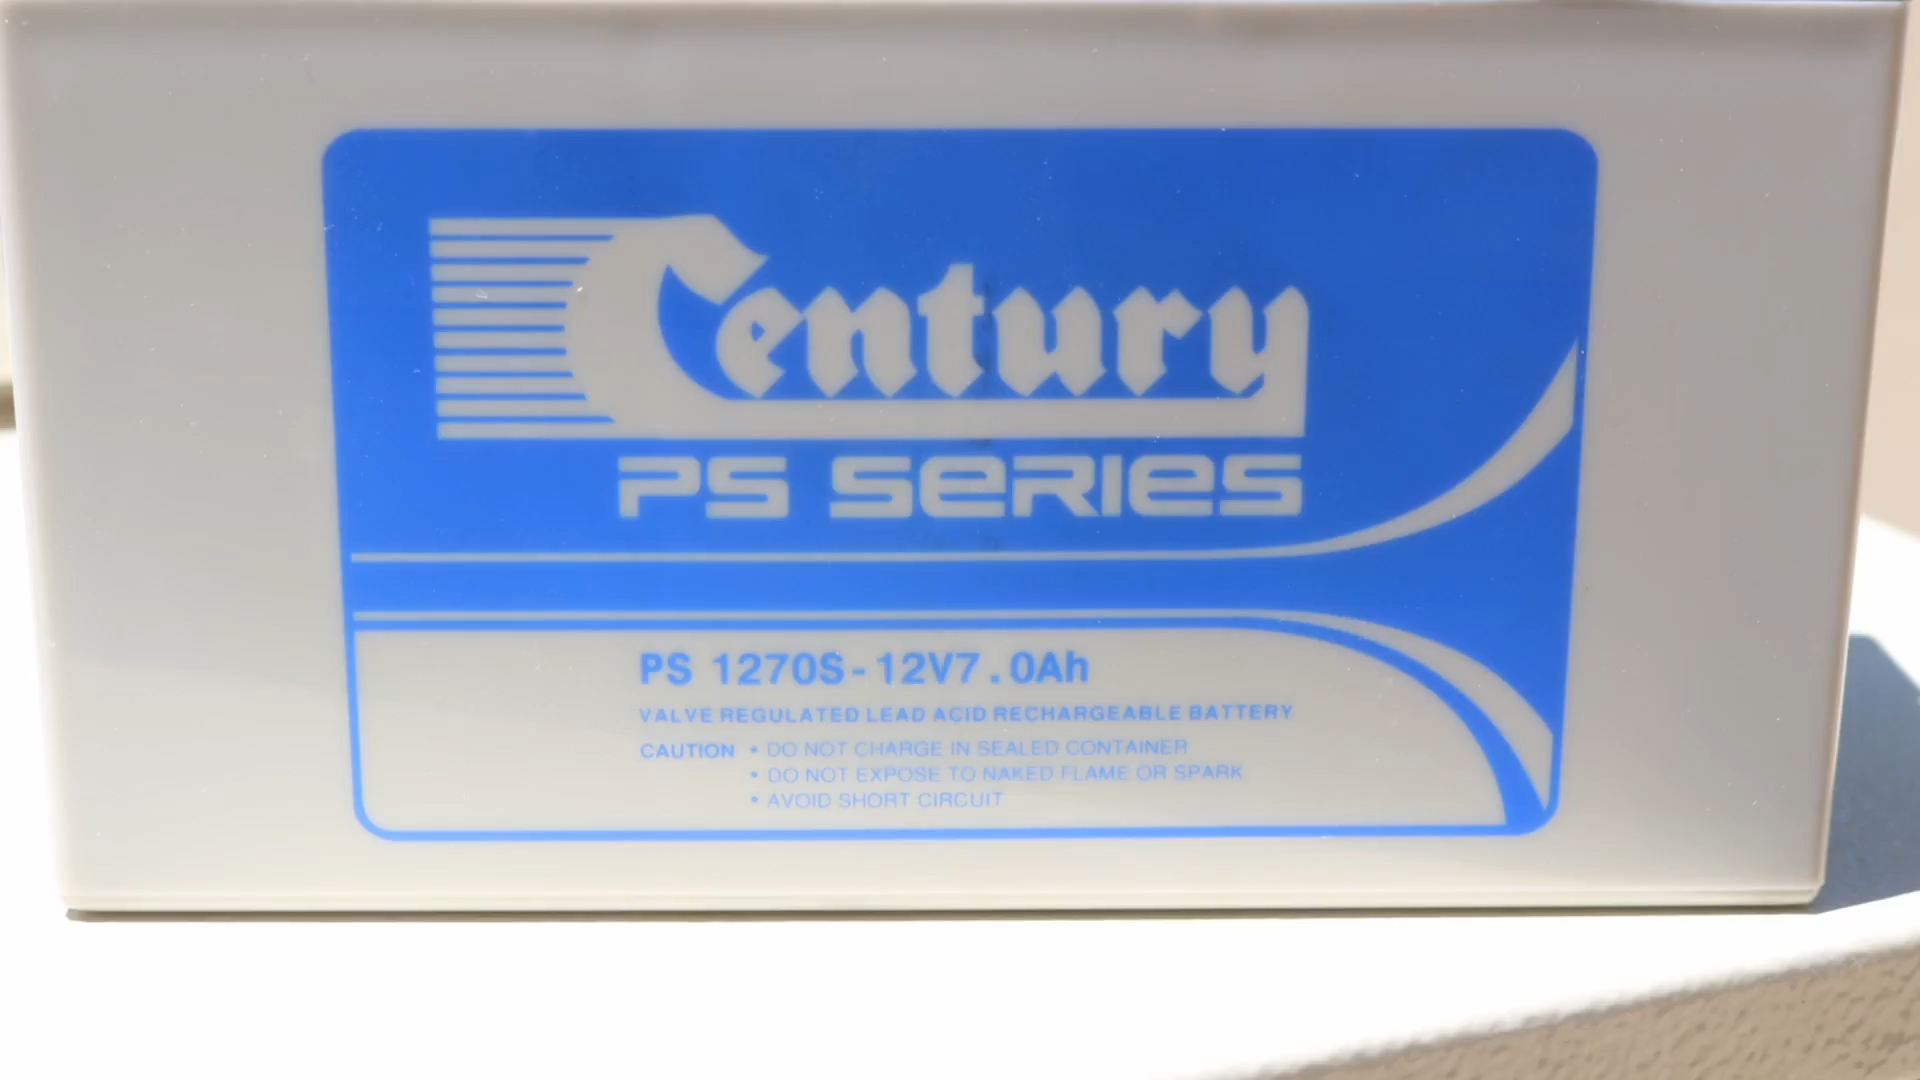 Century
PS SERIES
PS 1270S-12V7.0Ah
VALVE REGULATED LEAD ACID RECHARGEABLE BATTERY
CAUTION • DO NOT CHARGE IN SEALED CONTAINER
• DO NOT EXPOSE TO NAKED FLAME OR SPARK
• AVOID SHORT CIRCUIT